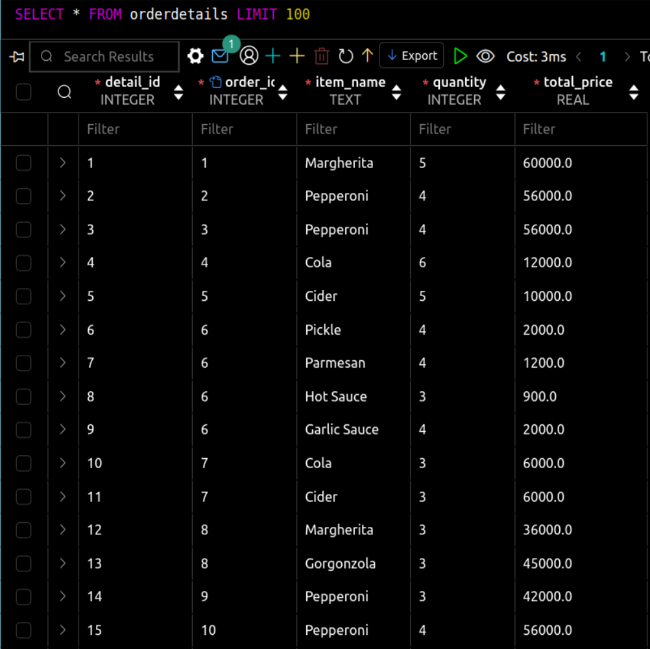 SELECT * FROM orderdetails LIMIT 100
Search Results 1 Export Cost: 3ms < 1 > To
* detail_id * order_id * item_name * quantity * total_price
INTEGER INTEGER TEXT INTEGER REAL
Filter Filter Filter Filter Filter
1 1 Margherita 5 60000.0
2 2 Pepperoni 4 56000.0
3 3 Pepperoni 4 56000.0
4 4 Cola 6 12000.0
5 5 Cider 5 10000.0
6 6 Pickle 4 2000.0
7 6 Parmesan 4 1200.0
8 6 Hot Sauce 3 900.0
9 6 Garlic Sauce 4 2000.0
10 7 Cola 3 6000.0
11 7 Cider 3 6000.0
12 8 Margherita 3 36000.0
13 8 Gorgonzola 3 45000.0
14 9 Pepperoni 3 42000.0
15 10 Pepperoni 4 56000.0